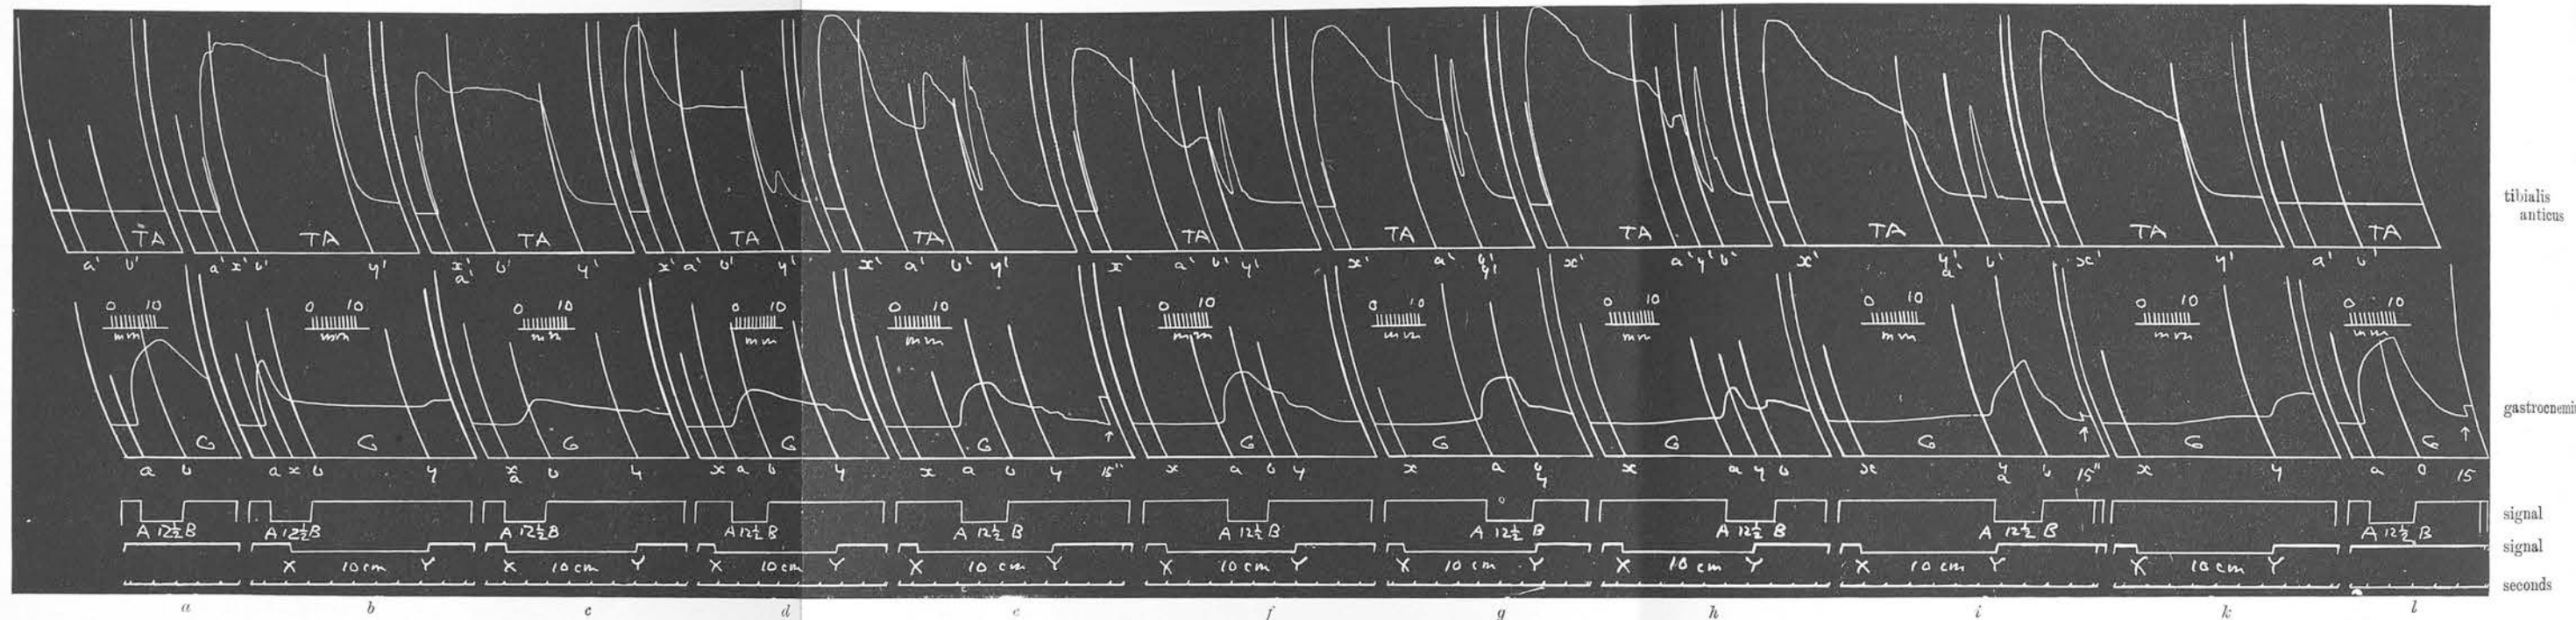 TA TA TA TA TA TA TA TA TA TA TA
tibialis
anticus
a' b' a' x' b' y' x' b' y' x' a' b' y' x' a' b' y' x' a' b' y' x' a' b' y' x' a' y' b' x' y' b' x' y' a' b'
a' a'
0 10 0 10 0 10 0 10 0 10 0 10 0 10 0 10 0 10 0 10 0 10
mm mm mm mm mm mm mm mm mm mm mm
gastrocnemi
G G G G G G G G G G G
a b a x b y x b y x a b y x a b y 15" x a b y x a b x a y b x y b 15" x y a b 15
a y a
signal
A 12½ B A 12½ B A 12½ B A 12½ B A 12½ B A 12½ B A 12½ B A 12½ B A 12½ B A 12½ B
signal
X 10 cm Y X 10 cm Y X 10 cm Y X 10 cm Y X 10 cm Y X 10 cm Y X 10 cm Y X 10 cm Y X 10 cm Y
seconds
a b c d e f g h i k l